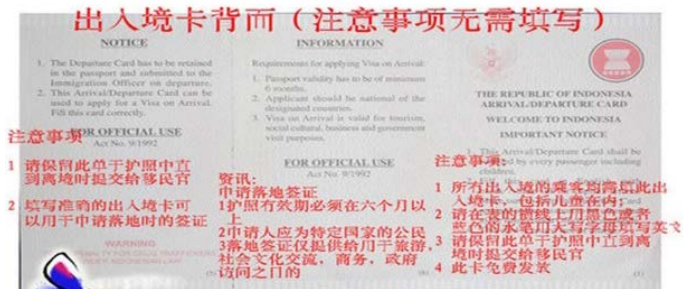 出入境卡背面（注意事项无需填写）
NOTICE
1. The Departure Card has to be retained
in the passport and submitted to the
Immigration Officer on departure.
2. This Arrival/Departure Card can be
used to apply for a Visa on Arrival.
Fill this card correctly.
FOR OFFICIAL USE
Act No. 9/1992
注意事项
1 请保留此单于护照中直
到离境时提交给移民官
2 填写准确的出入境卡可
以用于申请落地时的签证
WARNING
INFORMATION
Requirements for applying Visa on Arrival:
1. Passport validity has to be of minimum
6 months.
2. Applicant should be national of the
designated countries.
3. Visa on Arrival is valid for tourism,
social cultural, business and government
visit purposes.
FOR OFFICIAL USE
Act No. 9/1992
资讯:
申请落地签证
1护照有效期必须在六个月以
上
2申请人应为特定国家的公民
3落地签证仅提供给用于旅游,
社会文化交流, 商务, 政府
访问之目的
THE REPUBLIC OF INDONESIA
ARRIVAL/DEPARTURE CARD
WELCOME TO INDONESIA
IMPORTANT NOTICE
1. This Arrival/Departure Card shall be
by every passenger including
children.
注意事项:
1 所有出入境的乘客均需填此出
入境卡, 包括儿童在内;
2 请在表的横线上用黑色或者
蓝色的水笔用大写字母填写英文
3 请保留此单于护照中直到离
境时提交给移民官
4 此卡免费发放